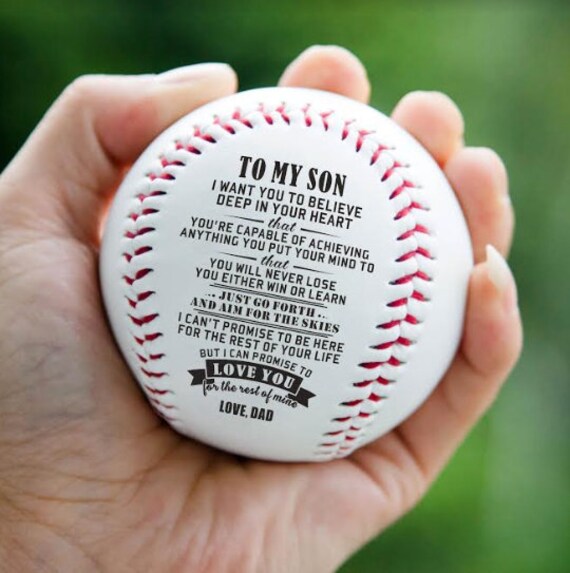 TO MY SON
I WANT YOU TO BELIEVE
DEEP IN YOUR HEART
that
YOU'RE CAPABLE OF ACHIEVING
ANYTHING YOU PUT YOUR MIND TO
that
YOU WILL NEVER LOSE
YOU EITHER WIN OR LEARN
JUST GO FORTH
AND AIM FOR THE SKIES
I CAN'T PROMISE TO BE HERE
FOR THE REST OF YOUR LIFE
BUT I CAN PROMISE TO
LOVE YOU
for the rest of mine
LOVE, DAD